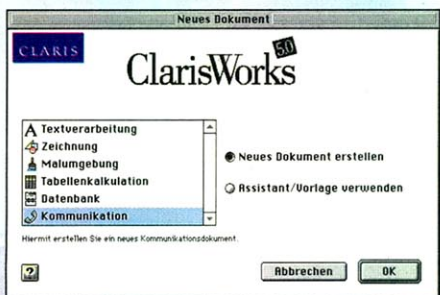 Neues Dokument
CLARIS
ClarisWorks 5.0
Textverarbeitung
Zeichnung
Malumgebung
Tabellenkalkulation
Datenbank
Kommunikation
Neues Dokument erstellen
Assistant/Vorlage verwenden
Hiermit erstellen Sie ein neues Kommunikationsdokument.
?
Abbrechen
OK